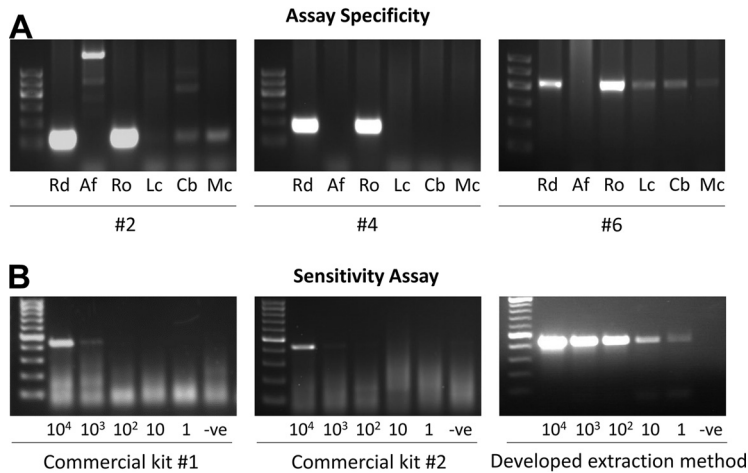 A
Assay Specificity
Rd Af Ro Lc Cb Mc
Rd Af Ro Lc Cb Mc
Rd Af Ro Lc Cb Mc
#2
#4
#6
B
Sensitivity Assay
10⁴ 10³ 10² 10 1 -ve
10⁴ 10³ 10² 10 1 -ve
10⁴ 10³ 10² 10 1 -ve
Commercial kit #1
Commercial kit #2
Developed extraction method